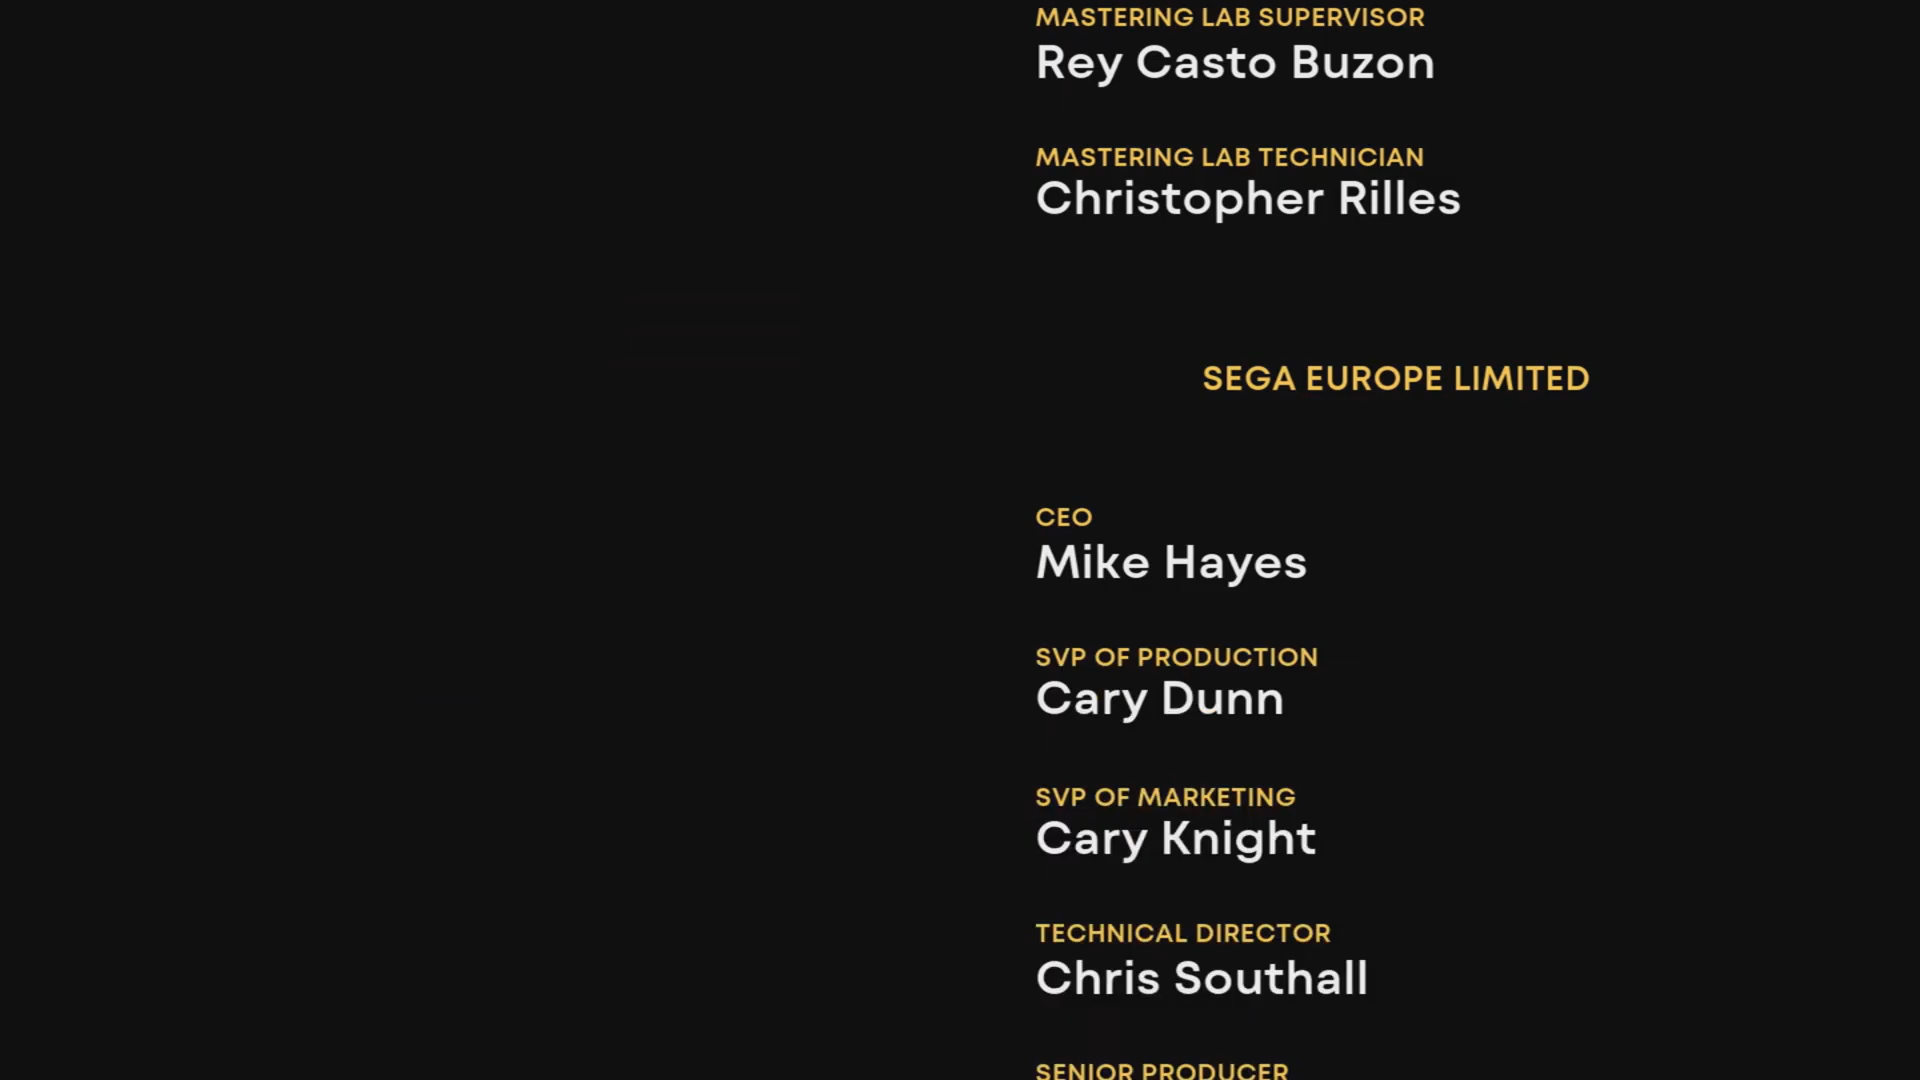 MASTERING LAB SUPERVISOR
Rey Casto Buzon
MASTERING LAB TECHNICIAN
Christopher Rilles
SEGA EUROPE LIMITED
CEO
Mike Hayes
SVP OF PRODUCTION
Cary Dunn
SVP OF MARKETING
Cary Knight
TECHNICAL DIRECTOR
Chris Southall
SENIOR PRODUCER